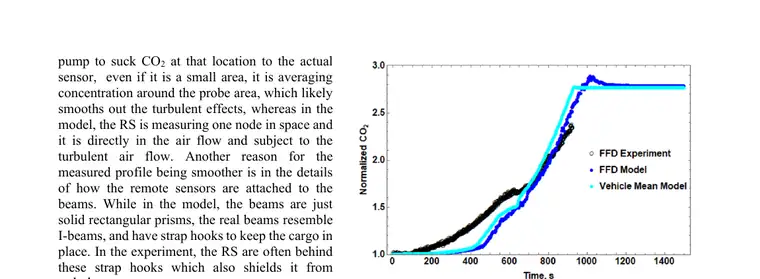 pump to suck CO2 at that location to the actual
sensor, even if it is a small area, it is averaging
concentration around the probe area, which likely
smooths out the turbulent effects, whereas in the
model, the RS is measuring one node in space and
it is directly in the air flow and subject to the
turbulent air flow. Another reason for the
measured profile being smoother is in the details
of how the remote sensors are attached to the
beams. While in the model, the beams are just
solid rectangular prisms, the real beams resemble
I-beams, and have strap hooks to keep the cargo in
place. In the experiment, the RS are often behind
these strap hooks which also shields it from
3.0
2.5
2.0
1.5
1.0
Normalized CO2
FFD Experiment
FFD Model
Vehicle Mean Model
0 200 400 600 800 1000 1200 1400
Time, s